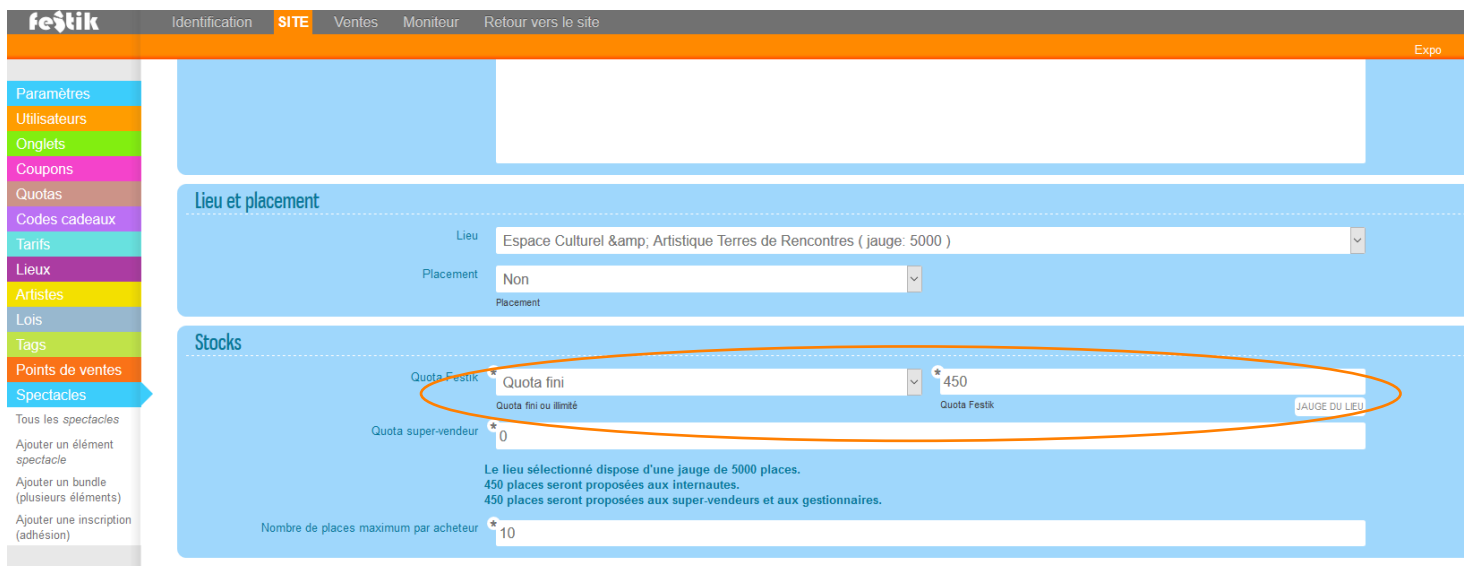 feštik Identification SITE Ventes Moniteur Retour vers le site
Expo
Paramètres
Utilisateurs
Onglets
Coupons
Quotas
Codes cadeaux
Tarifs
Lieux
Artistes
Lois
Tags
Points de ventes
Spectacles
Tous les spectacles
Ajouter un élément
spectacle
Ajouter un bundle
(plusieurs éléments)
Ajouter une inscription
(adhésion)
Lieu et placement
Lieu Espace Culturel &amp; Artistique Terres de Rencontres ( jauge: 5000 )
Placement Non
Placement
Stocks
Quota Festik * Quota fini * 450
Quota fini ou illimité Quota Festik JAUGE DU LIEU
Quota super-vendeur * 0
Le lieu sélectionné dispose d'une jauge de 5000 places.
450 places seront proposées aux internautes.
450 places seront proposées aux super-vendeurs et aux gestionnaires.
Nombre de places maximum par acheteur * 10